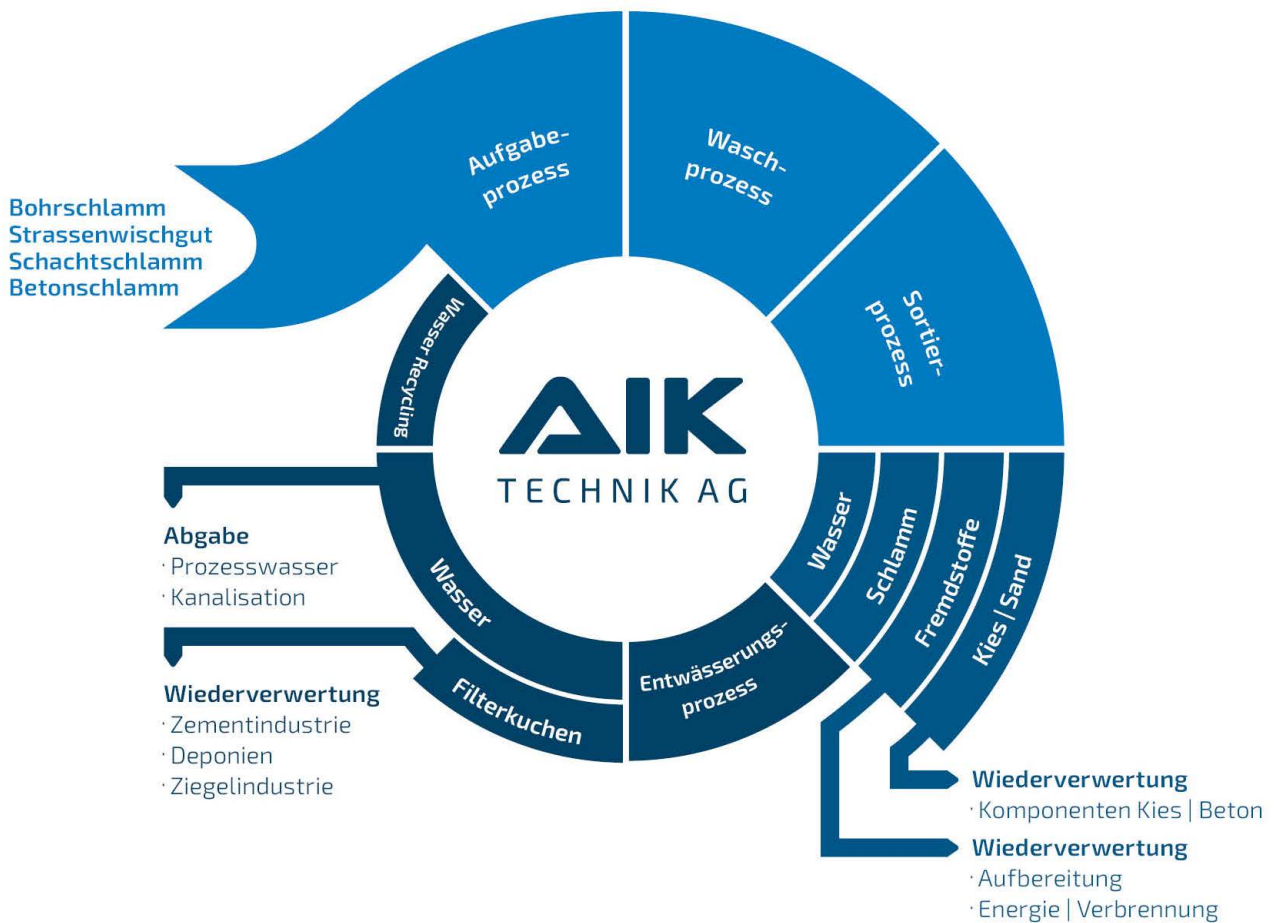 Aufgabe-
prozess
Wasch-
prozess
Sortier-
prozess
Bohrschlamm
Strassenwischgut
Schachtschlamm
Betonschlamm
Wasser Recycling
AIK
TECHNIK AG
Wasser
Schlamm
Fremdstoffe
Kies | Sand
Entwässerungs-
prozess
Wasser
Filterkuchen
Abgabe
· Prozesswasser
· Kanalisation
Wiederverwertung
· Zementindustrie
· Deponien
· Ziegelindustrie
Wiederverwertung
· Komponenten Kies | Beton
Wiederverwertung
· Aufbereitung
· Energie | Verbrennung